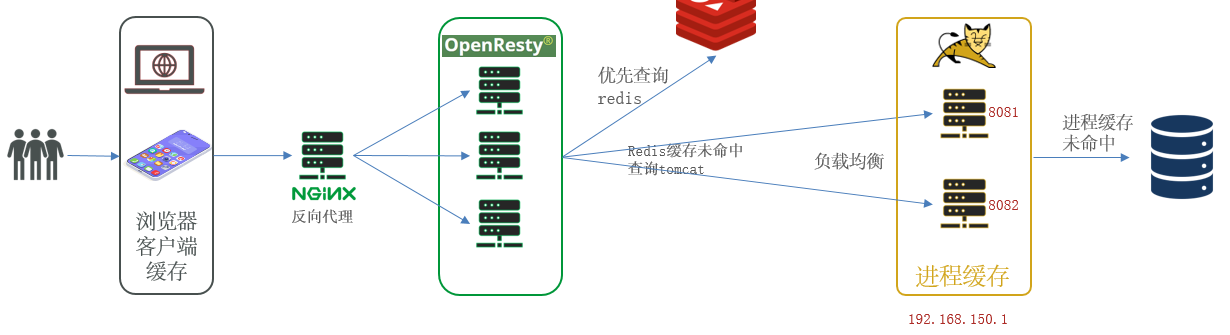 浏览器
客户端
缓存
NGINX
反向代理
OpenResty®
优先查询
redis
Redis缓存未命中
查询tomcat
负载均衡
8081
8082
进程缓存
192.168.150.1
进程缓存
未命中